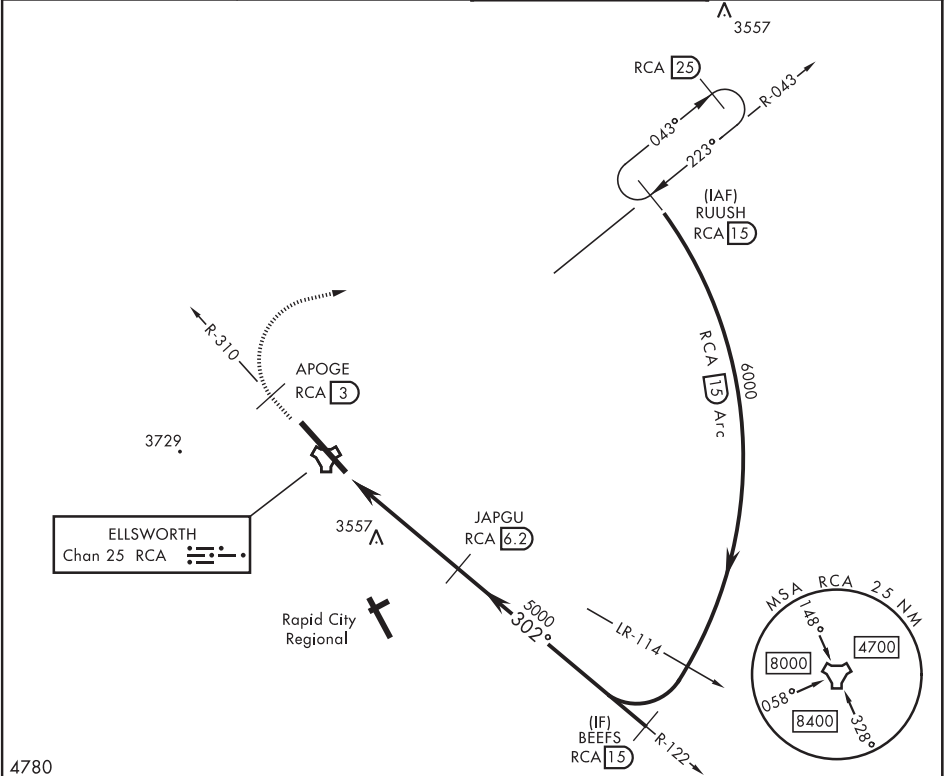 3557
RCA 25
R-043
043°
223°
(IAF)
RUUSH
RCA 15
R-310
APOGE
RCA 3
RCA 15 Arc
6000
3729
ELLSWORTH
Chan 25 RCA
3557
JAPGU
RCA 6.2
Rapid City
Regional
5000
302°
LR-114
(IF)
BEEFS
RCA 15
R-122
MSA RCA 25 NM
148°
4700
8000
058°
8400
328°
4780